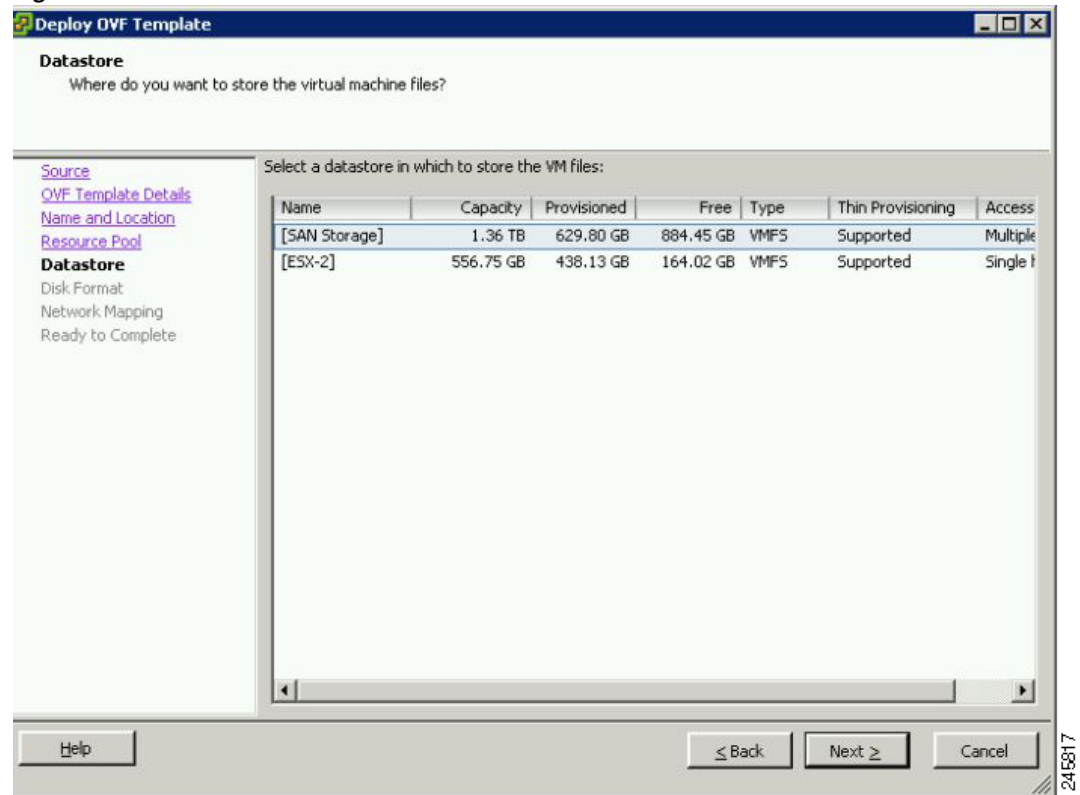 Deploy OVF Template
Datastore
Where do you want to store the virtual machine files?
Source
OVF Template Details
Name and Location
Resource Pool
Datastore
Disk Format
Network Mapping
Ready to Complete
Select a datastore in which to store the VM files:
Name Capacity Provisioned Free Type Thin Provisioning Access
[SAN Storage] 1.36 TB 629.80 GB 884.45 GB VMFS Supported Multiple
[ESX-2] 556.75 GB 438.13 GB 164.02 GB VMFS Supported Single
Help
≤ Back
Next ≥
Cancel
245817